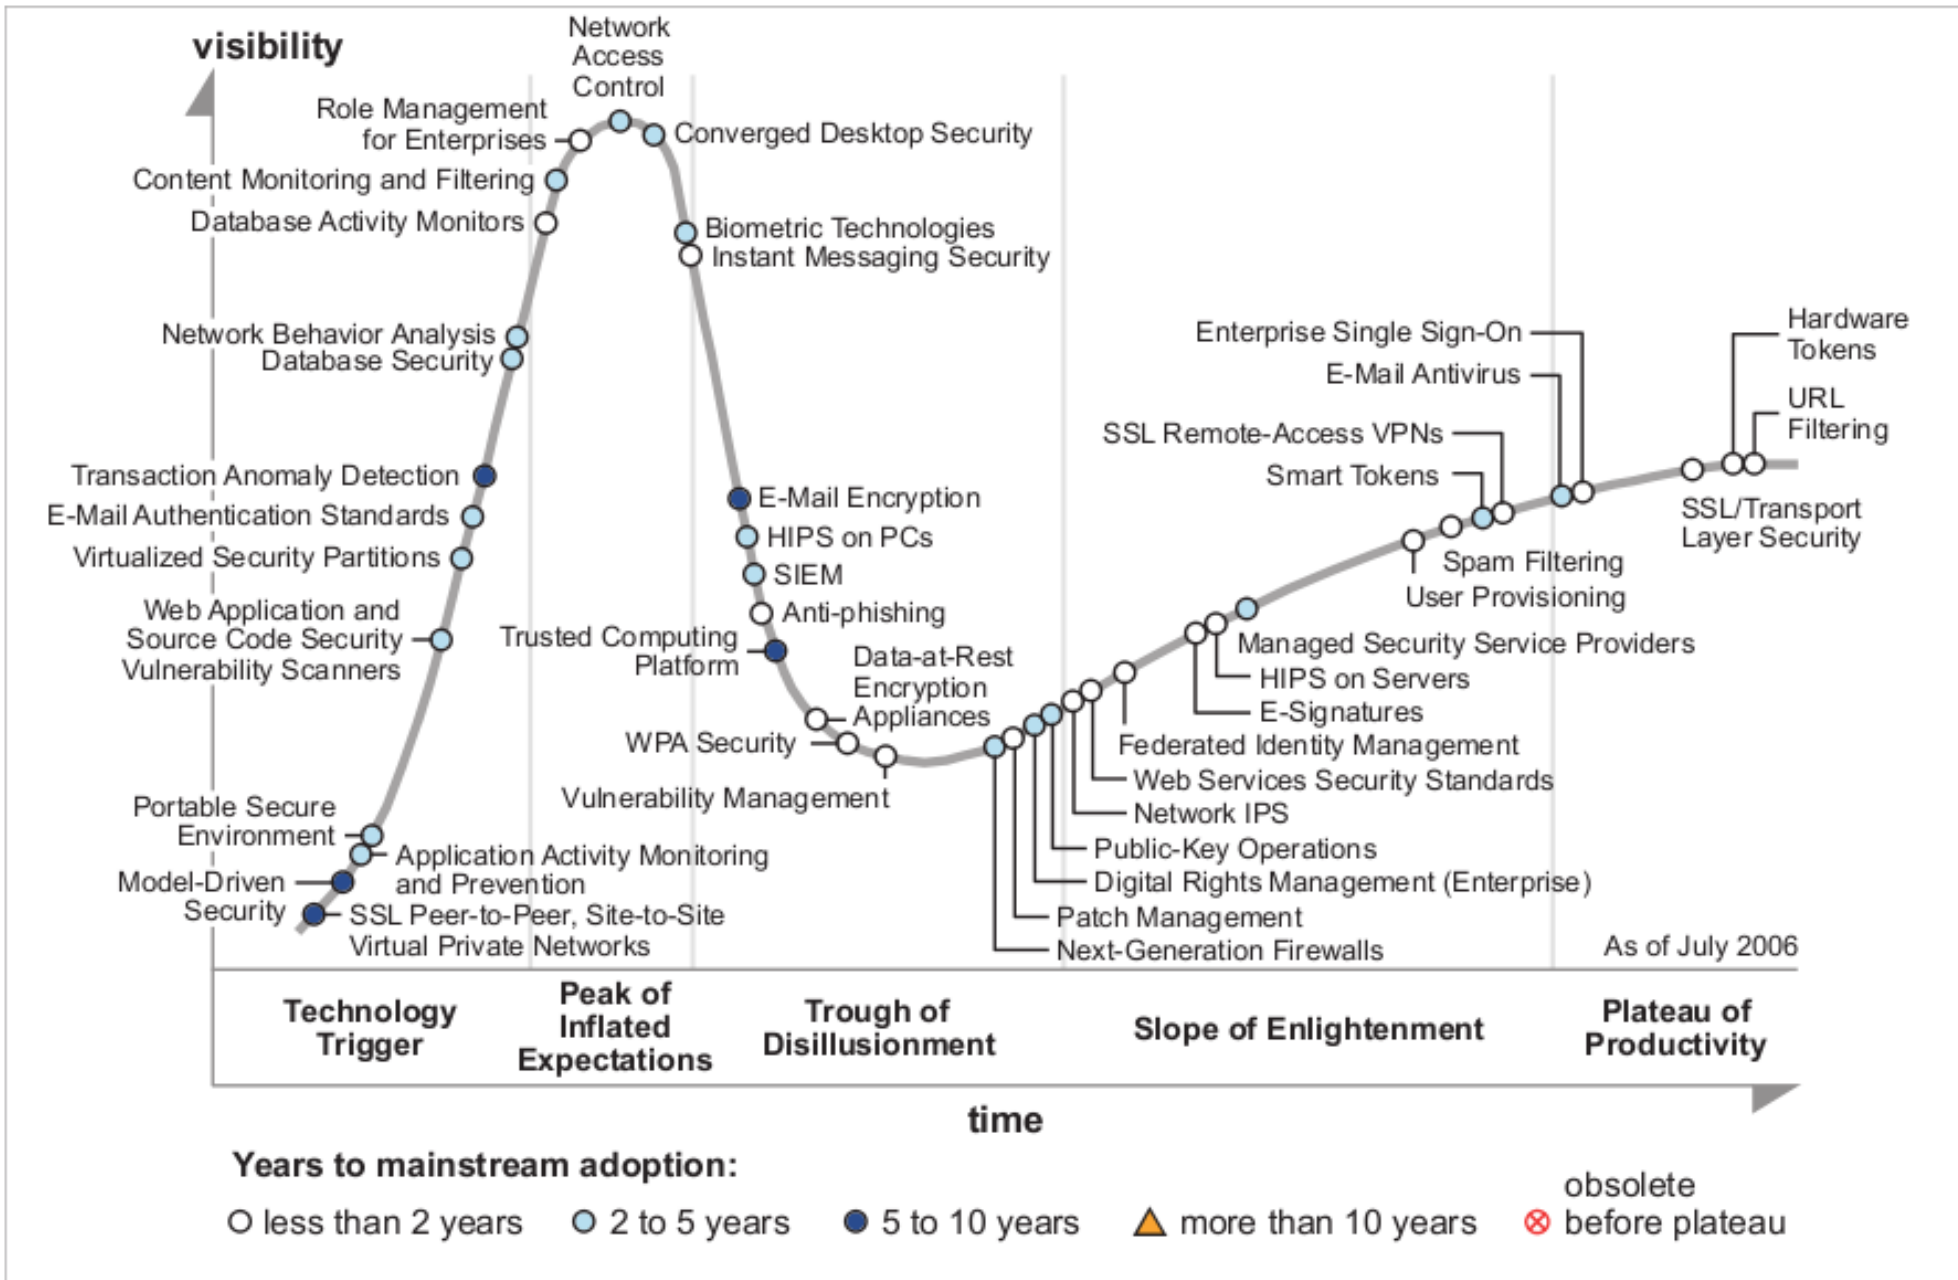 visibility
Network
Access
Control
Role Management
for Enterprises
Converged Desktop Security
Content Monitoring and Filtering
Database Activity Monitors
Biometric Technologies
Instant Messaging Security
Network Behavior Analysis
Database Security
Transaction Anomaly Detection
E-Mail Authentication Standards
Virtualized Security Partitions
Web Application and
Source Code Security
Vulnerability Scanners
E-Mail Encryption
HIPS on PCs
SIEM
Anti-phishing
Trusted Computing
Platform
Data-at-Rest
Encryption
Appliances
WPA Security
Vulnerability Management
Portable Secure
Environment
Application Activity Monitoring
and Prevention
Model-Driven
Security
SSL Peer-to-Peer, Site-to-Site
Virtual Private Networks
Enterprise Single Sign-On
E-Mail Antivirus
SSL Remote-Access VPNs
Smart Tokens
Hardware
Tokens
URL
Filtering
SSL/Transport
Layer Security
Spam Filtering
User Provisioning
Managed Security Service Providers
HIPS on Servers
E-Signatures
Federated Identity Management
Web Services Security Standards
Network IPS
Public-Key Operations
Digital Rights Management (Enterprise)
Patch Management
Next-Generation Firewalls
As of July 2006
Technology
Trigger
Peak of
Inflated
Expectations
Trough of
Disillusionment
Slope of Enlightenment
Plateau of
Productivity
time
Years to mainstream adoption:
less than 2 years
2 to 5 years
5 to 10 years
more than 10 years
obsolete
before plateau